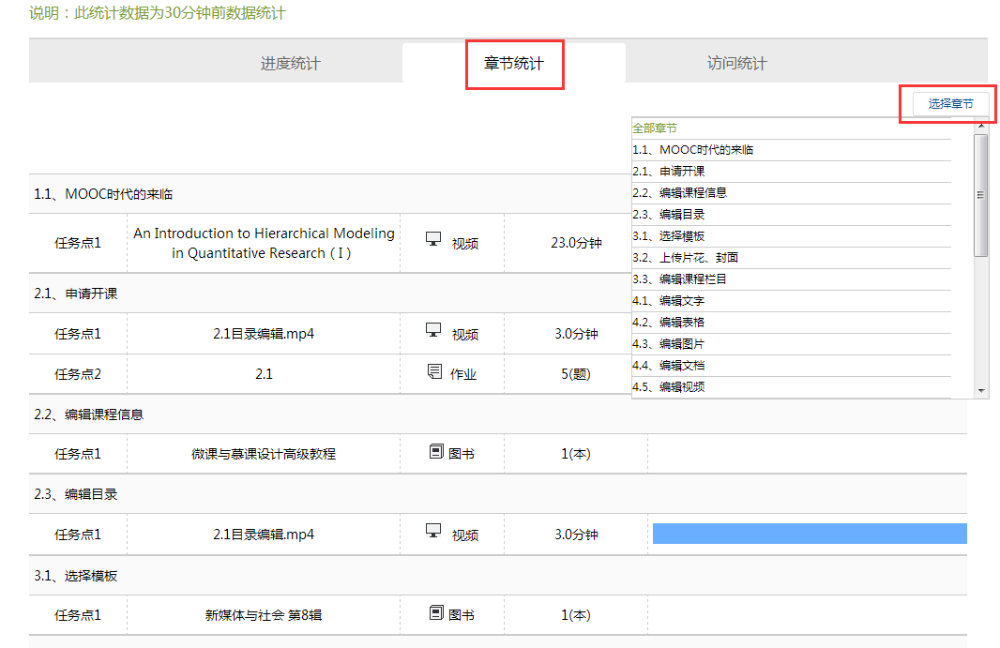 说明：此统计数据为30分钟前数据统计
进度统计
章节统计
访问统计
选择章节
全部章节
1.1、MOOC时代的来临
2.1、申请开课
2.2、编辑课程信息
2.3、编辑目录
3.1、选择模板
3.2、上传片花、封面
3.3、编辑课程栏目
4.1、编辑文字
4.2、编辑表格
4.3、编辑图片
4.4、编辑文档
4.5、编辑视频
1.1、MOOC时代的来临
任务点1
An Introduction to Hierarchical Modeling
in Quantitative Research (Ⅰ)
视频
23.0分钟
2.1、申请开课
任务点1
2.1目录编辑.mp4
视频
3.0分钟
任务点2
2.1
作业
5(题)
2.2、编辑课程信息
任务点1
微课与慕课设计高级教程
图书
1(本)
2.3、编辑目录
任务点1
2.1目录编辑.mp4
视频
3.0分钟
3.1、选择模板
任务点1
新媒体与社会 第8辑
图书
1(本)